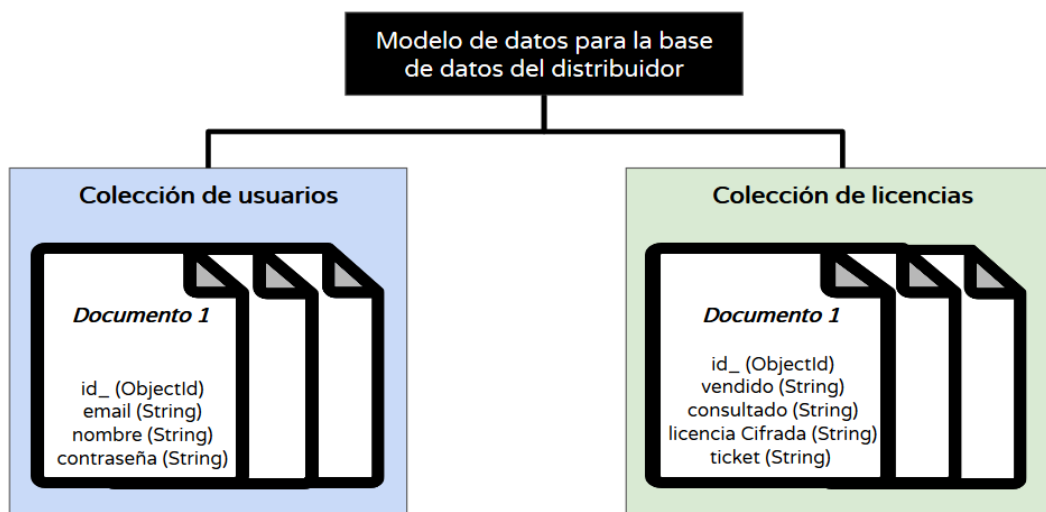 Modelo de datos para la base
de datos del distribuidor
Colección de usuarios
Documento 1
id_ (ObjectId)
email (String)
nombre (String)
contraseña (String)
Colección de licencias
Documento 1
id_ (ObjectId)
vendido (String)
consultado (String)
licencia Cifrada (String)
ticket (String)